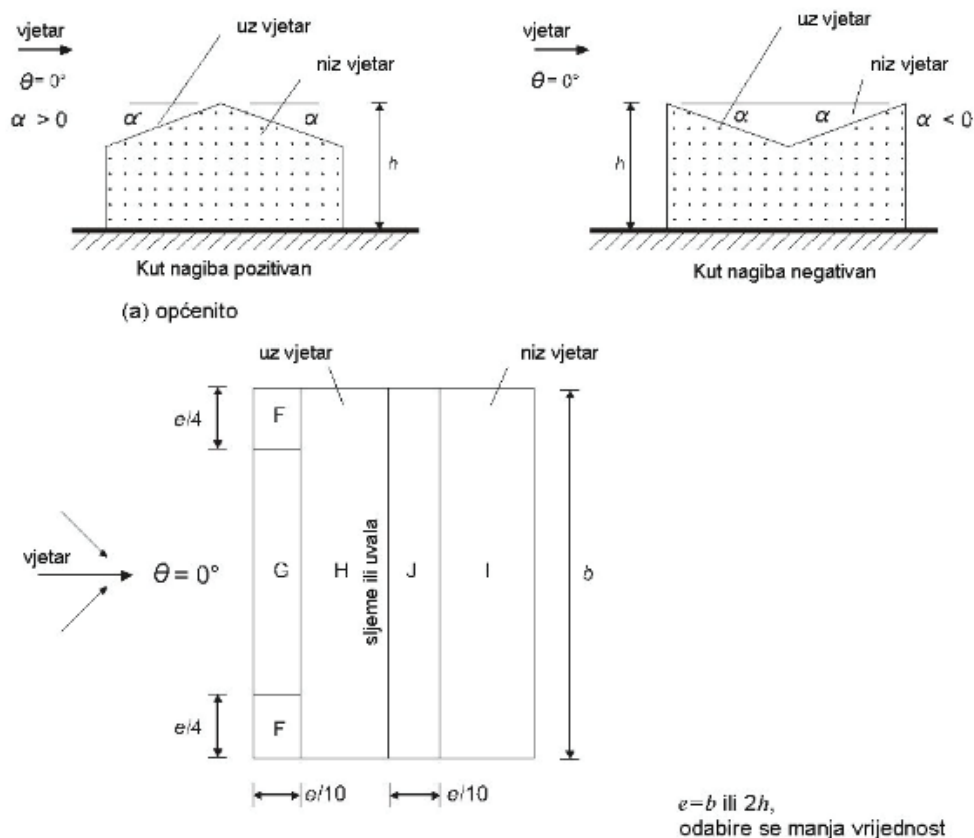 vjetar
uz vjetar
niz vjetar
θ= 0°
α > 0
α
α
h
Kut nagiba pozitivan
vjetar
niz vjetar
θ= 0°
α
α
α < 0
h
uz vjetar
Kut nagiba negativan
(a) općenito
uz vjetar
niz vjetar
e/4
F
vjetar
θ = 0°
G
H
sljeme ili uvala
J
I
b
e/4
F
e/10
e/10
e=b ili 2h,
odabire se manja vrijednost